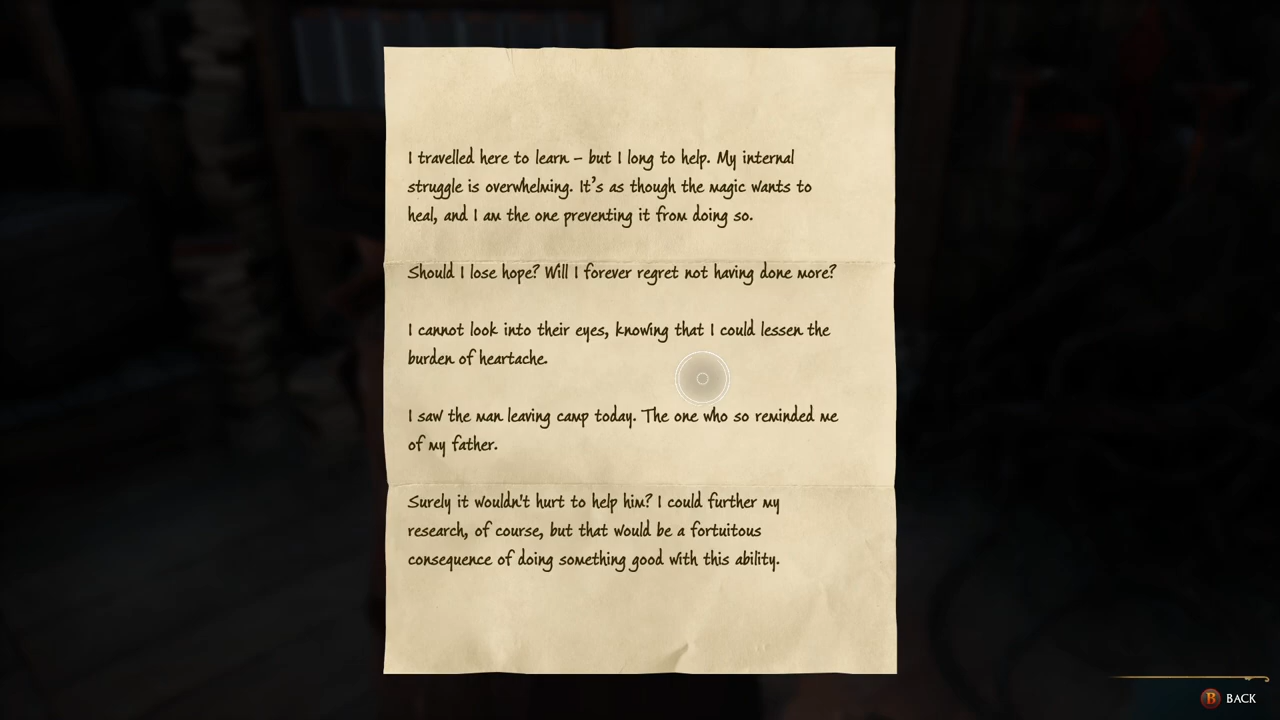 I travelled here to learn – but I long to help. My internal
struggle is overwhelming. It's as though the magic wants to
heal, and I am the one preventing it from doing so.
Should I lose hope? Will I forever regret not having done more?
I cannot look into their eyes, knowing that I could lessen the
burden of heartache.
I saw the man leaving camp today. The one who so reminded me
of my father.
Surely it wouldn't hurt to help him? I could further my
research, of course, but that would be a fortuitous
consequence of doing something good with this ability.
B BACK